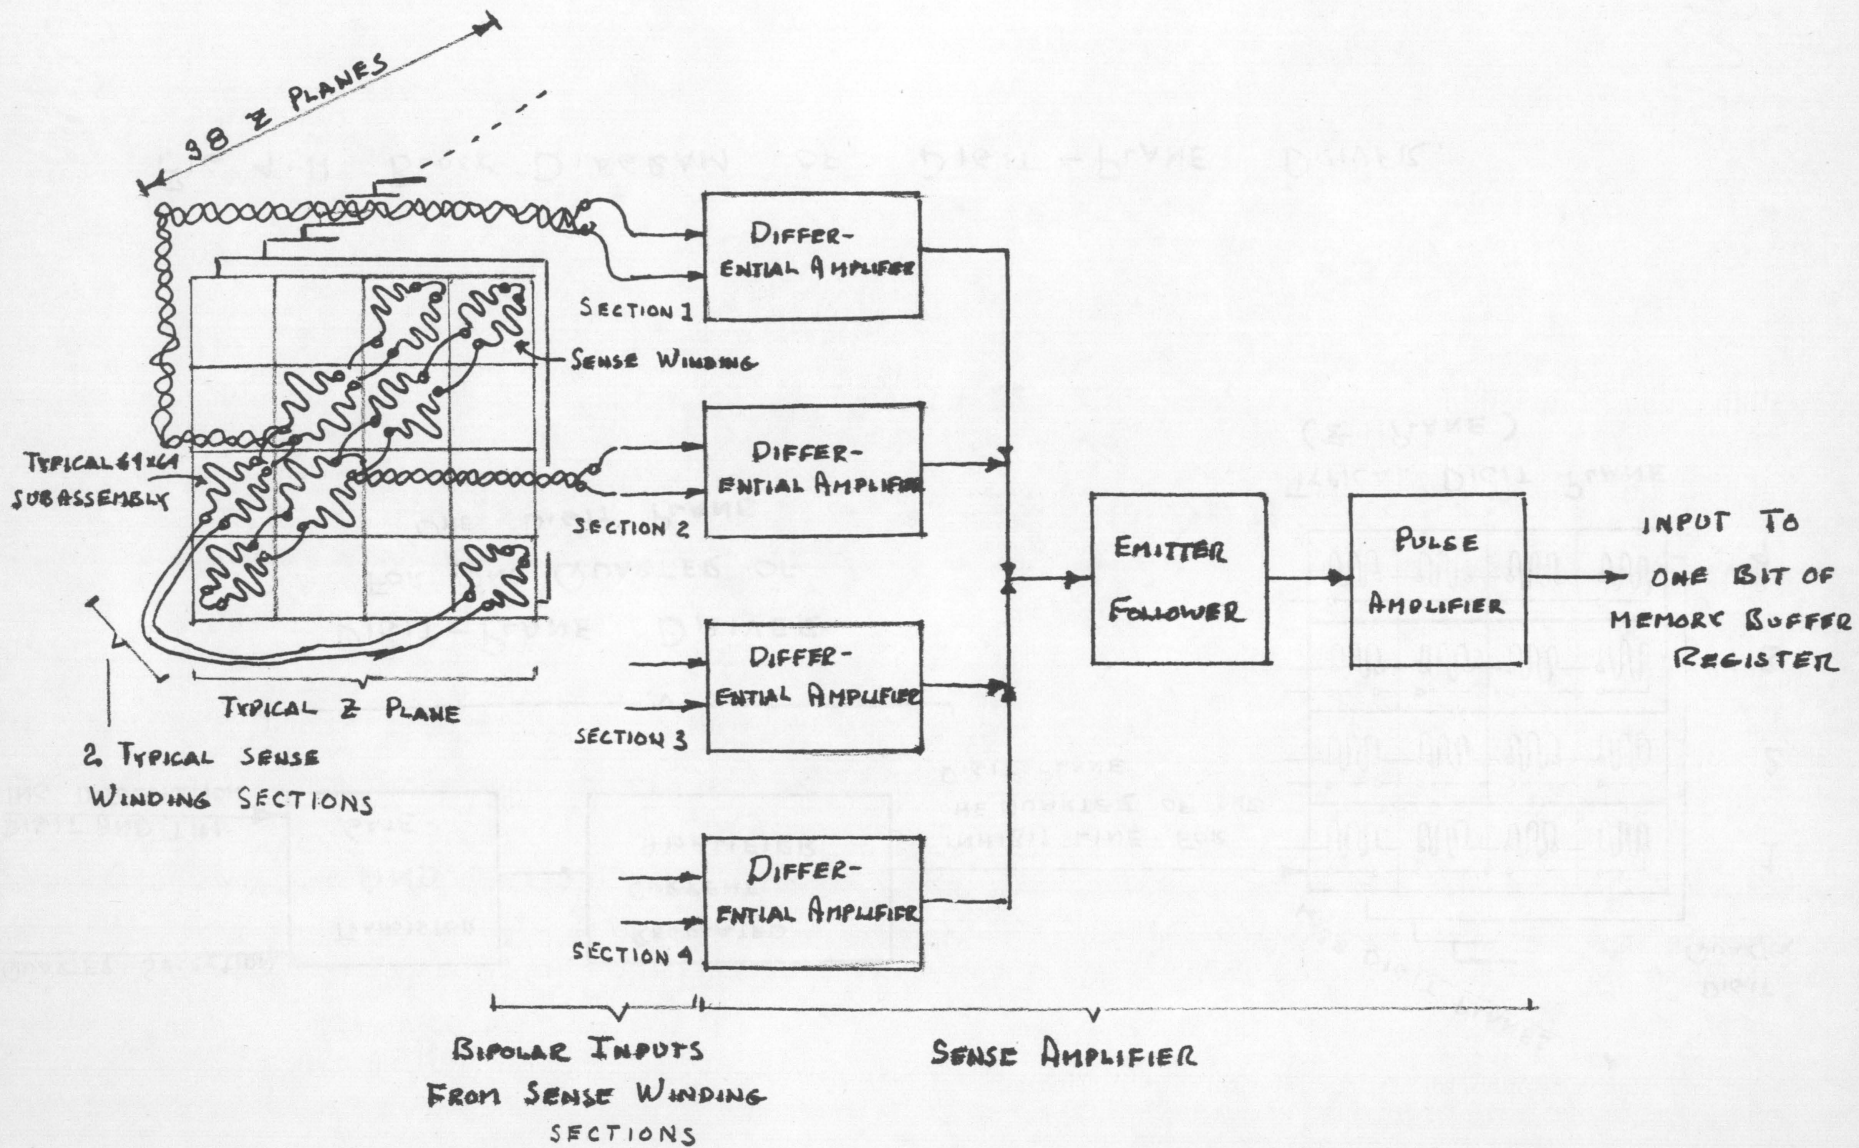 38 Z PLANES
DIFFER-
ENTIAL AMPLIFIER
SECTION 1
SENSE WINDING
TYPICAL 64x64
SUBASSEMBLY
DIFFER-
ENTIAL AMPLIFIER
SECTION 2
EMITTER
FOLLOWER
PULSE
AMPLIFIER
INPUT TO
ONE BIT OF
MEMORY BUFFER
REGISTER
DIFFER-
ENTIAL AMPLIFIER
SECTION 3
TYPICAL Z PLANE
2 TYPICAL SENSE
WINDING SECTIONS
DIFFER-
ENTIAL AMPLIFIER
SECTION 4
BIPOLAR INPUTS
FROM SENSE WINDING
SECTIONS
SENSE AMPLIFIER